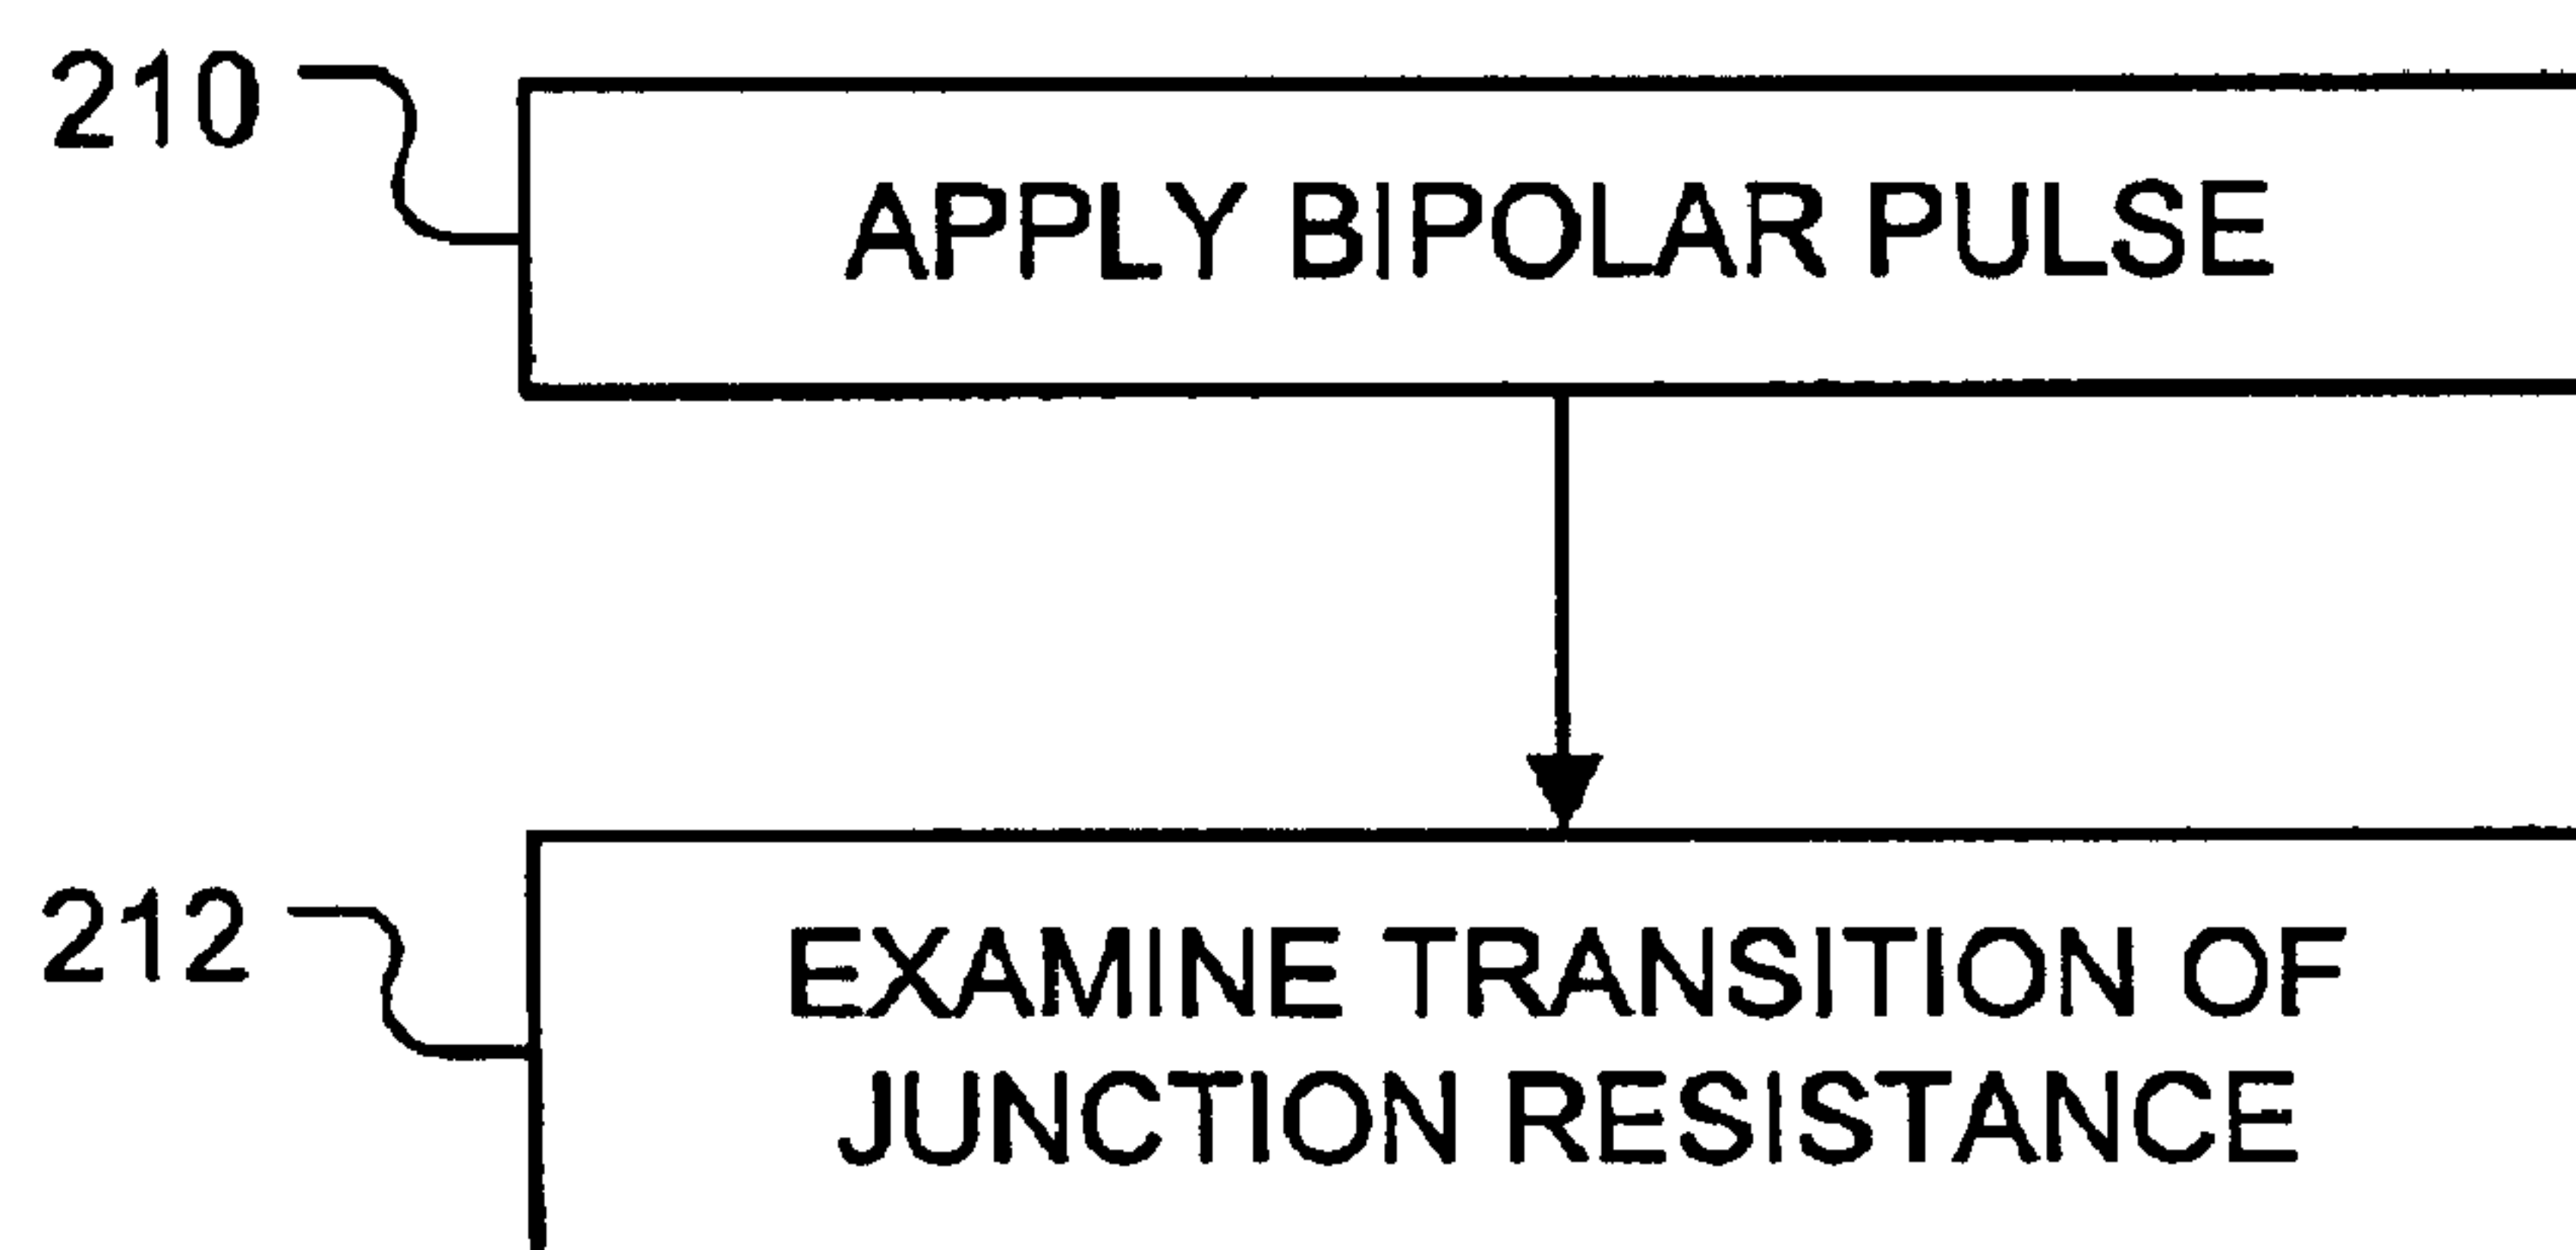 210
APPLY BIPOLAR PULSE
212
EXAMINE TRANSITION OF
JUNCTION RESISTANCE